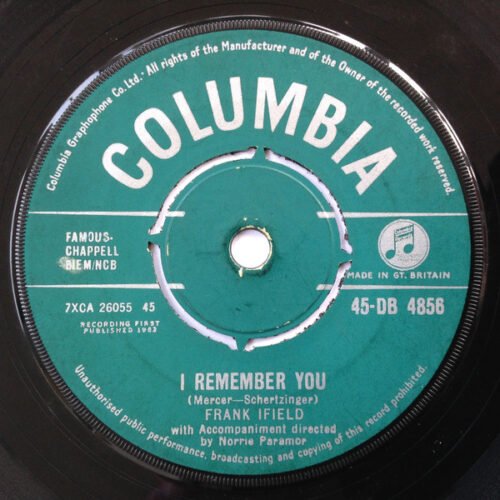 Columbia Graphophone Co. Ltd. - All rights of the Manufacturer and of the Owner of the recorded work reserved.
COLUMBIA
FAMOUS-
CHAPPELL
BIEM/NCB
MADE IN GT. BRITAIN
7XCA 26055 45
45-DB 4856
RECORDING FIRST
PUBLISHED 1962
I REMEMBER YOU
(Mercer—Schertzinger)
FRANK IFIELD
with Accompaniment directed
by Norrie Paramor
Unauthorised public performance, broadcasting and copying of this record prohibited.